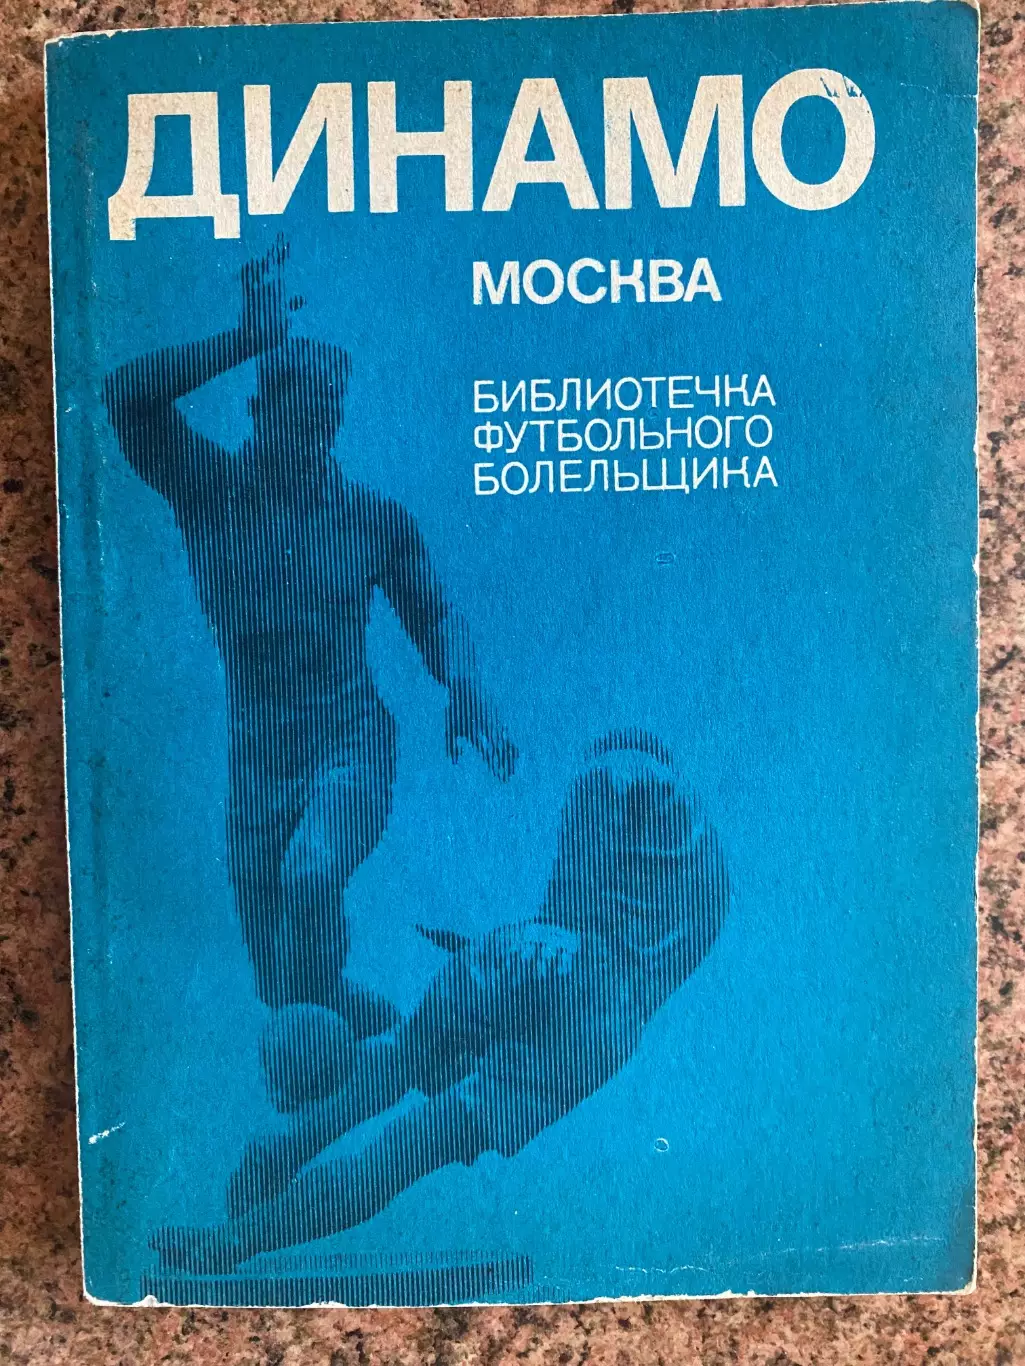 ДИНАМО
МОСКВА
БИБЛИОТЕЧКА
ФУТБОЛЬНОГО
БОЛЕЛЬЩИКА